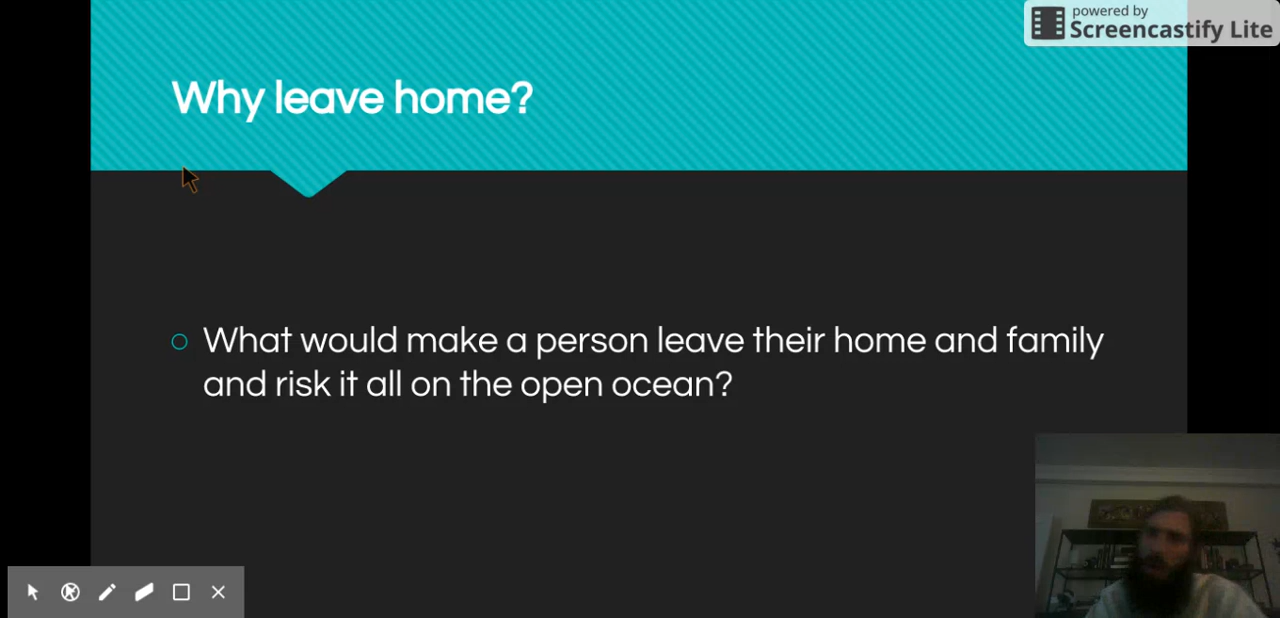 powered by
Screencastify Lite
Why leave home?
What would make a person leave their home and family
and risk it all on the open ocean?